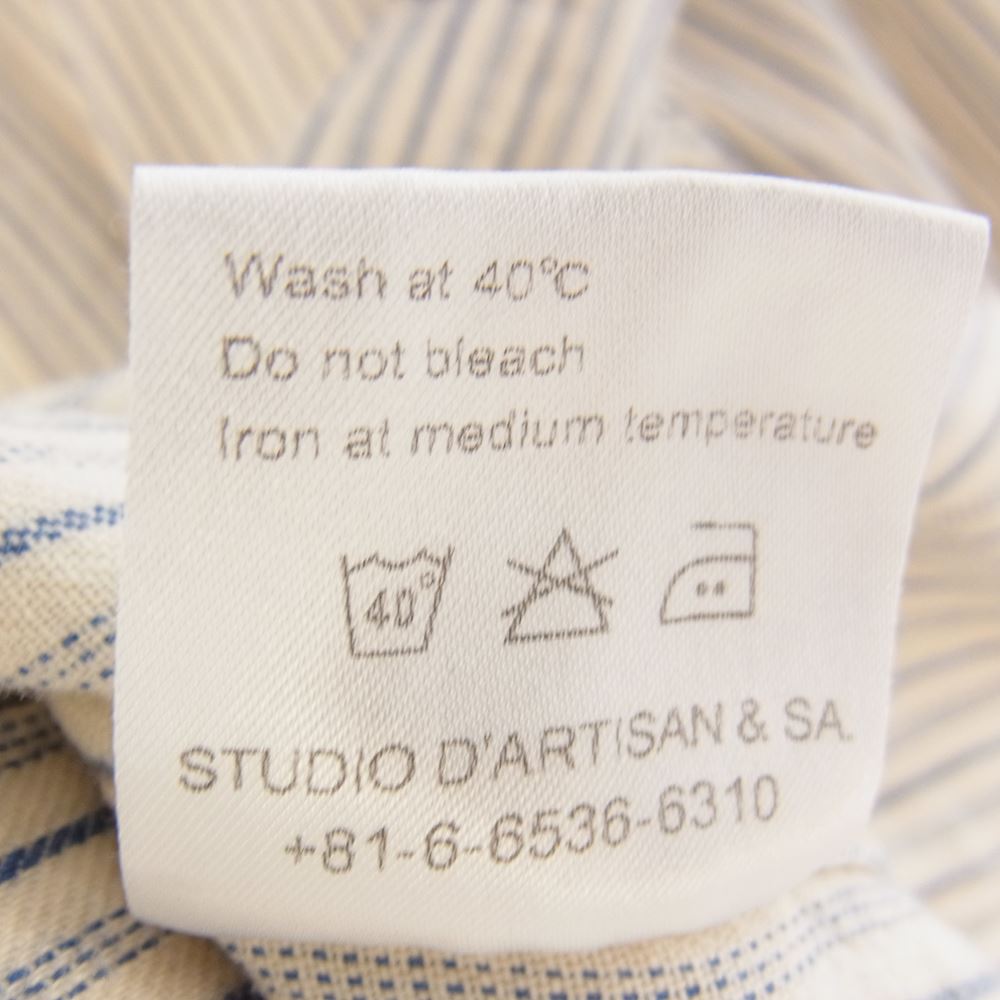 Wash at 40°C
Do not bleach
Iron at medium temperature
40°
STUDIO D'ARTISAN & SA.
+81-6-6536-6310